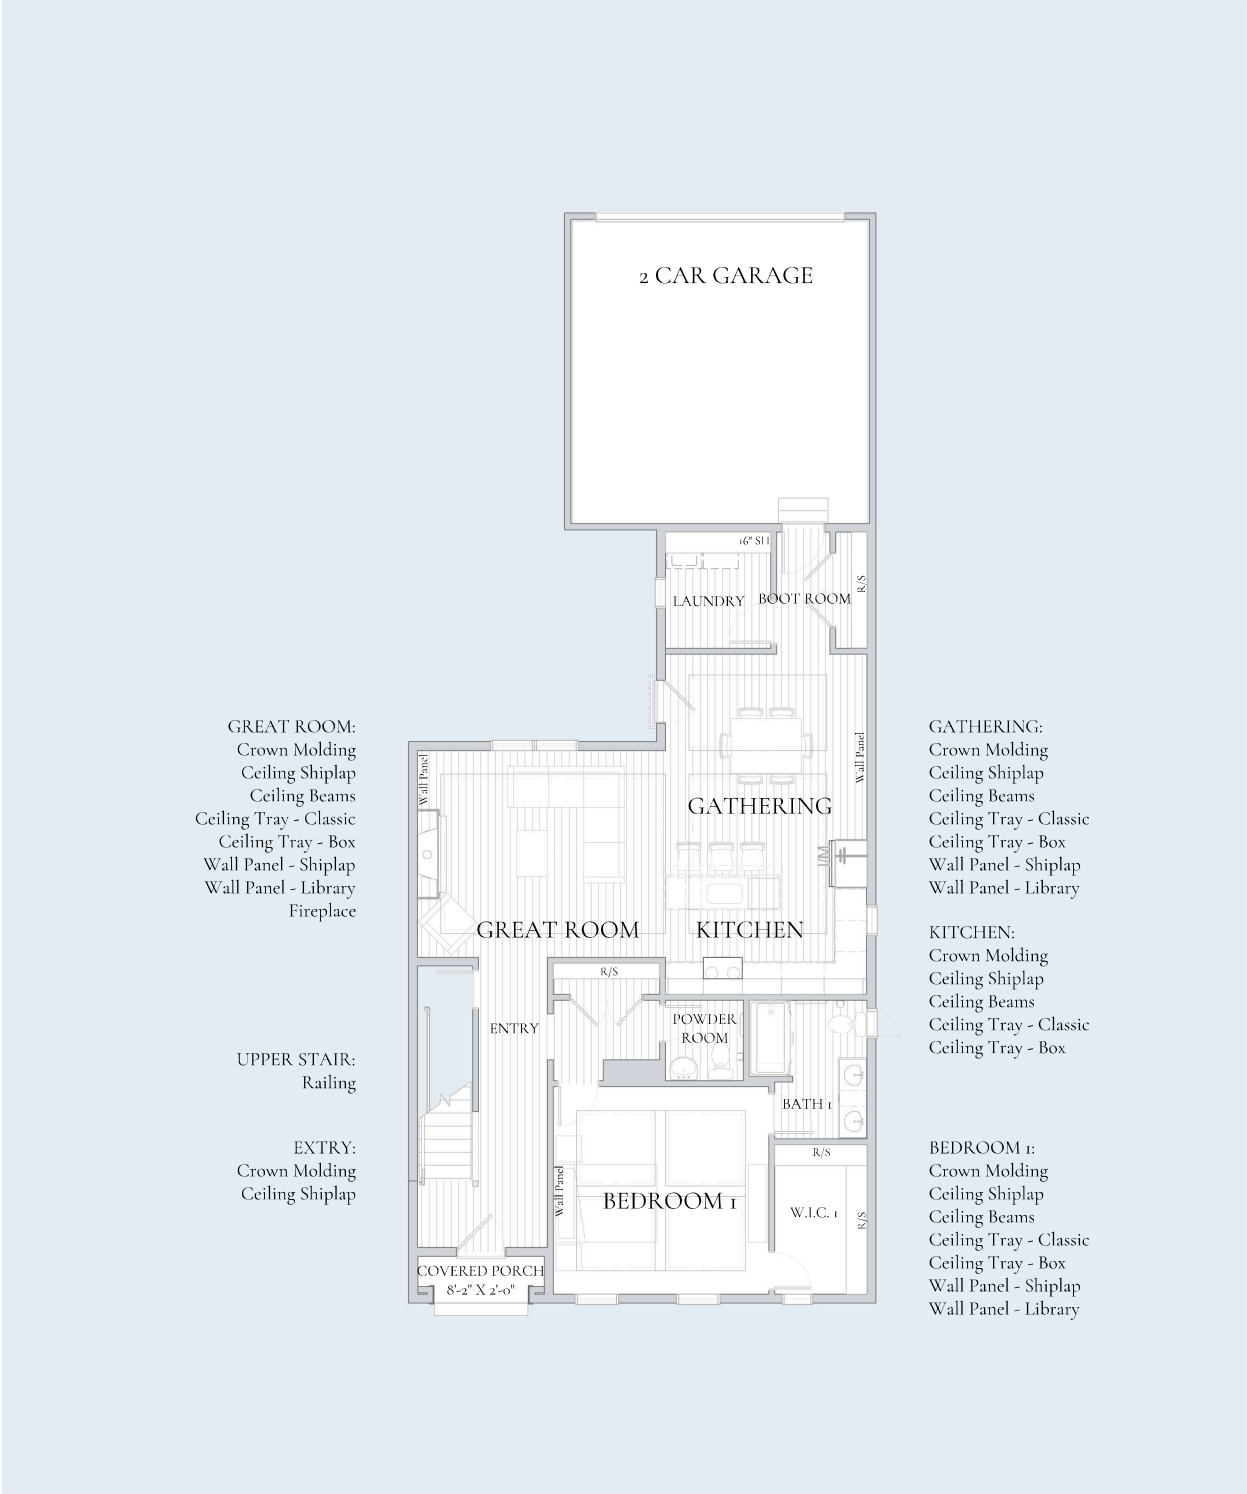 2 CAR GARAGE
16" SH
LAUNDRY
BOOT ROOM
R/S
Wall Panel
Wall Panel
GATHERING
GREAT ROOM
KITCHEN
R/S
ENTRY
POWDER
ROOM
BATH 1
R/S
Wall Panel
BEDROOM 1
W.I.C. 1
R/S
COVERED PORCH
8'-2" X 2'-0"
GREAT ROOM:
Crown Molding
Ceiling Shiplap
Ceiling Beams
Ceiling Tray - Classic
Ceiling Tray - Box
Wall Panel - Shiplap
Wall Panel - Library
Fireplace
UPPER STAIR:
Railing
EXTRY:
Crown Molding
Ceiling Shiplap
GATHERING:
Crown Molding
Ceiling Shiplap
Ceiling Beams
Ceiling Tray - Classic
Ceiling Tray - Box
Wall Panel - Shiplap
Wall Panel - Library
KITCHEN:
Crown Molding
Ceiling Shiplap
Ceiling Beams
Ceiling Tray - Classic
Ceiling Tray - Box
BEDROOM 1:
Crown Molding
Ceiling Shiplap
Ceiling Beams
Ceiling Tray - Classic
Ceiling Tray - Box
Wall Panel - Shiplap
Wall Panel - Library